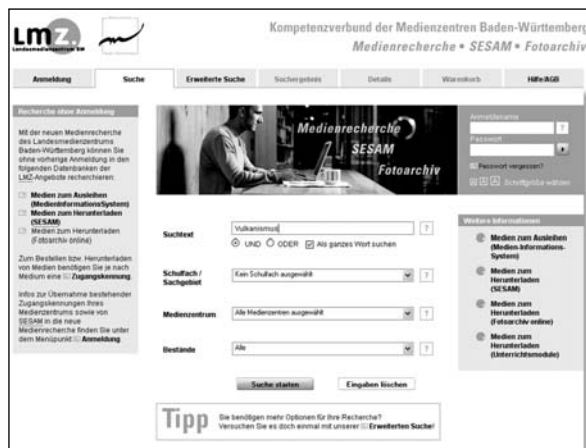 LMZ.
Landesmedienzentrum BW
Kompetenzverbund der Medienzentren Baden-Württemberg
Medienrecherche • SESAM • Fotoarchiv
Anmeldung
Suche
Erweiterte Suche
Suchergebnis
Details
Warenkorb
Hilfe/AGB
Recherche ohne Anmeldung
Mit der neuen Medienrecherche
des Landesmedienzentrums
Baden-Württemberg können Sie
ohne vorherige Anmeldung in den
folgenden Datenbanken der
LMZ-Angebote recherchieren:
Medien zum Ausleihen
(MedienInformationsSystem)
Medien zum Herunterladen
(SESAM)
Medien zum Herunterladen
(Fotoarchiv online)
Zum Bestellen bzw. Herunterladen
von Medien benötigen Sie je nach
Medium eine Zugangskennung.
Infos zur Übernahme bestehender
Zugangskennungen Ihres
Medienzentrums sowie von
SESAM in die neue
Medienrecherche finden Sie unter
dem Menüpunkt Anmeldung.
Medienrecherche
SESAM
Fotoarchiv
Anmeldename
?
Passwort
Passwort vergessen?
A A A Schriftgröße wählen
Suchtext
Vulkanismus
?
UND ODER Als ganzes Wort suchen
Schulfach /
Sachgebiet
Kein Schulfach ausgewählt
?
Medienzentrum
Alle Medienzentren ausgewählt
?
Bestände
Alle
?
Suche starten
Eingaben löschen
Tipp
Sie benötigen mehr Optionen für Ihre Recherche?
Versuchen Sie es doch einmal mit unserer Erweiterten Suche!
Weitere Informationen
Medien zum Ausleihen
(Medien-Informations-
System)
Medien zum
Herunterladen
(SESAM)
Medien zum
Herunterladen
(Fotoarchiv online)
Medien zum
Herunterladen
(Unterrichtsmodule)